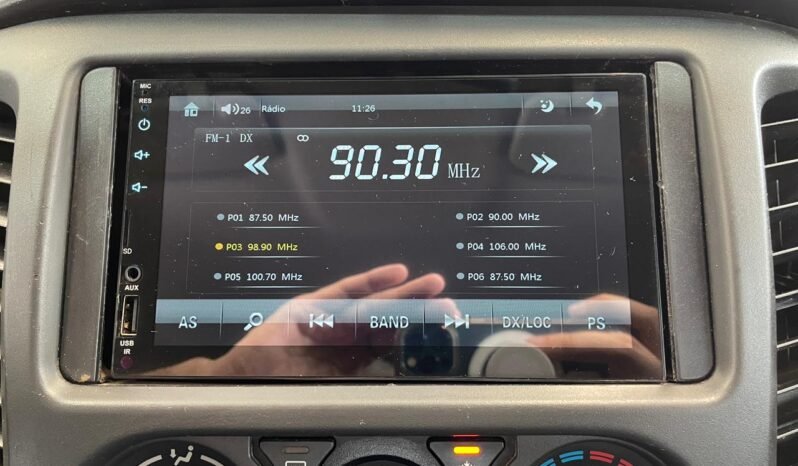 MIC
RES
26 Rádio 11:26
FM-1 DX
90.30 MHz
P01 87.50 MHz
P02 90.00 MHz
P03 98.90 MHz
P04 106.00 MHz
P05 100.70 MHz
P06 87.50 MHz
SD
AUX
USB
IR
AS BAND DX/LOC PS